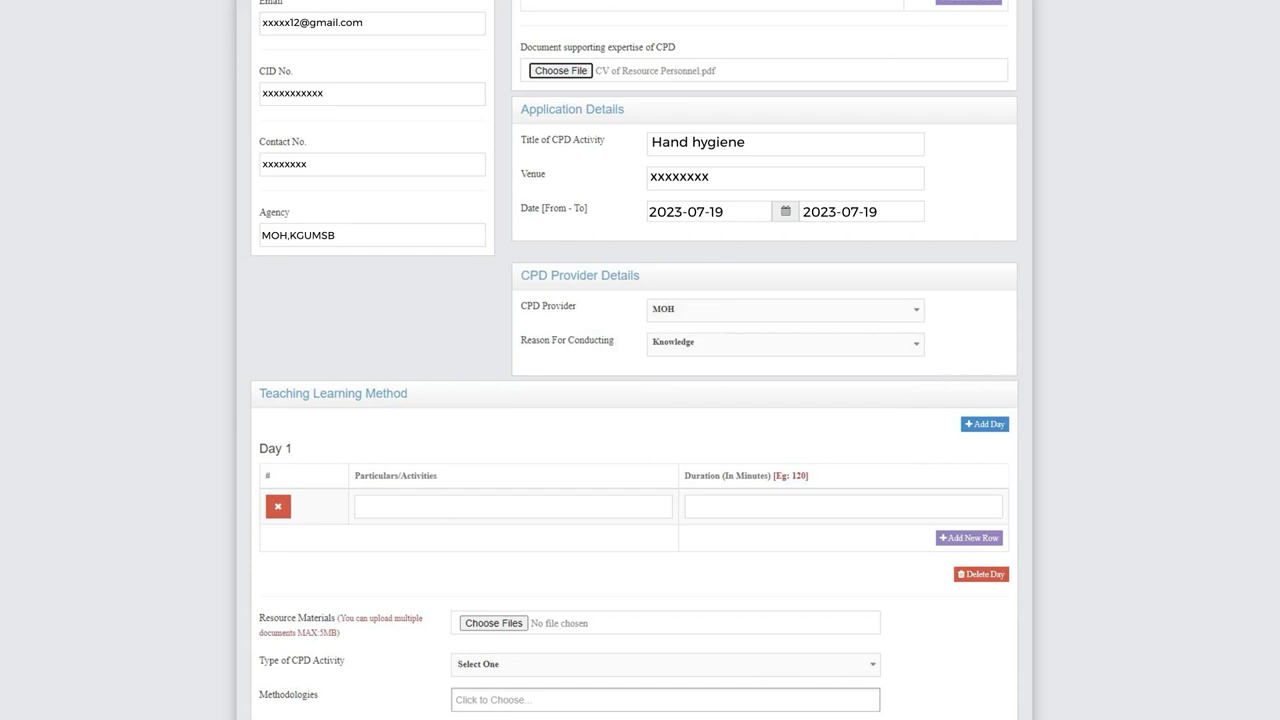 Email
xxxxx12@gmail.com
CID No.
xxxxxxxxxxx
Contact No.
xxxxxxxx
Agency
MOH,KGUMSB
Document supporting expertise of CPD
Choose File CV of Resource Personnel.pdf
Application Details
Title of CPD Activity Hand hygiene
Venue xxxxxxxx
Date [From - To] 2023-07-19 2023-07-19
CPD Provider Details
CPD Provider MOH
Reason For Conducting Knowledge
Teaching Learning Method
Add Day
Day 1
# Particulars/Activities Duration (In Minutes) [Eg: 120]
Add New Row
Delete Day
Resource Materials (You can upload multiple
documents MAX:5MB)
Choose Files No file chosen
Type of CPD Activity Select One
Methodologies Click to Choose...